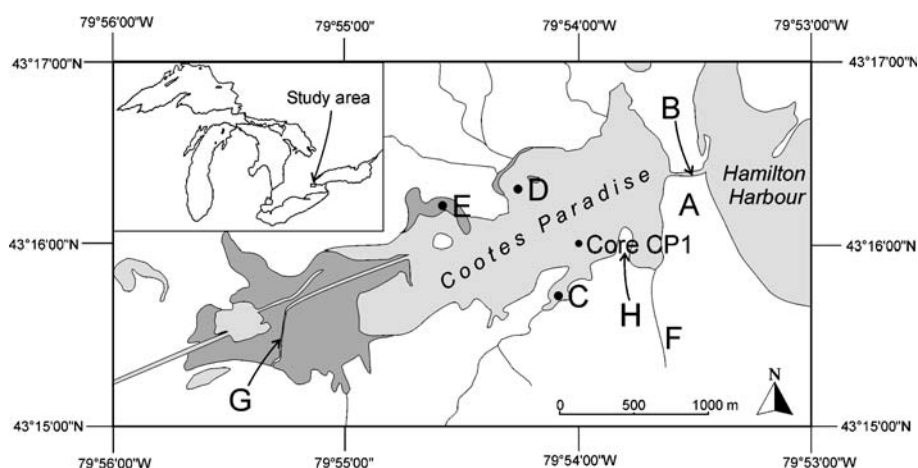 79°56'00"W 79°55'00"W 79°54'00"W 79°53'00"W
43°17'00"N 43°17'00"N
Study area
B
Hamilton
Harbour
A
D
E
Cootes Paradise
43°16'00"N 43°16'00"N
Core CP1
C
H
F
G
N
0 500 1000 m
43°15'00"N 43°15'00"N
79°56'00"W 79°55'00"W 79°54'00"W 79°53'00"W